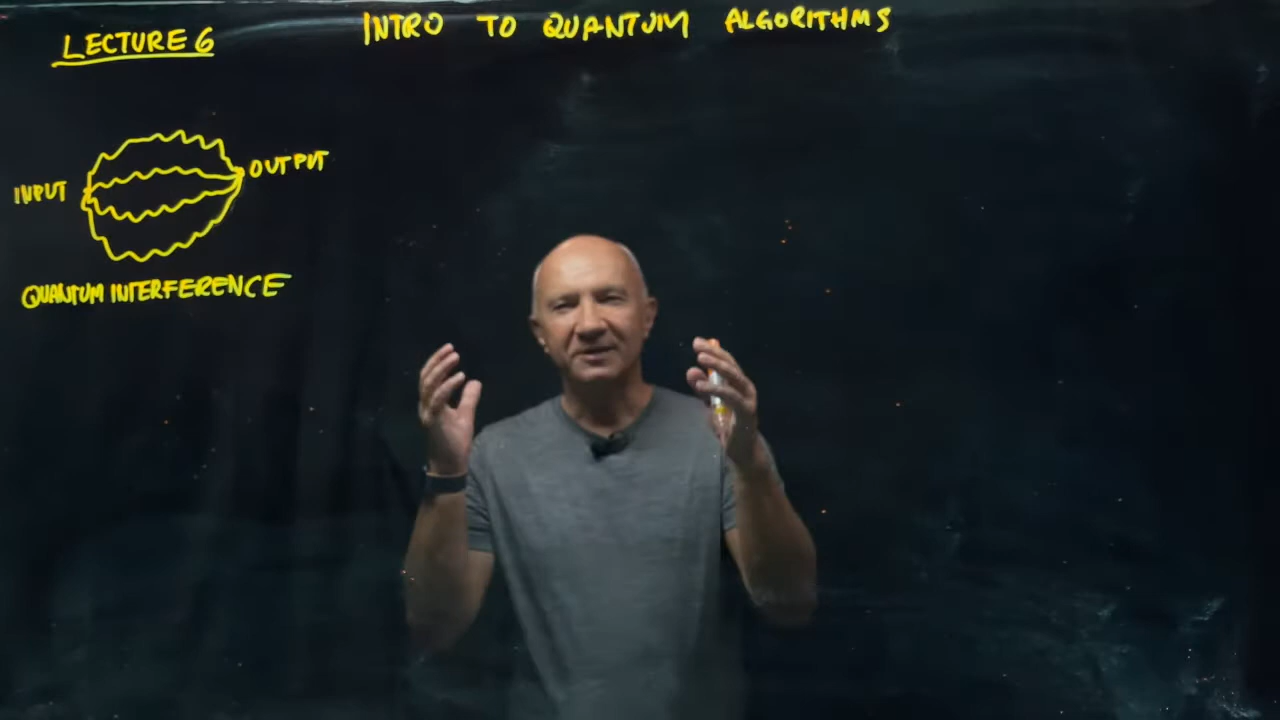 LECTURE 6
INTRO TO QUANTUM ALGORITHMS
INPUT
OUTPUT
QUANTUM INTERFERENCE